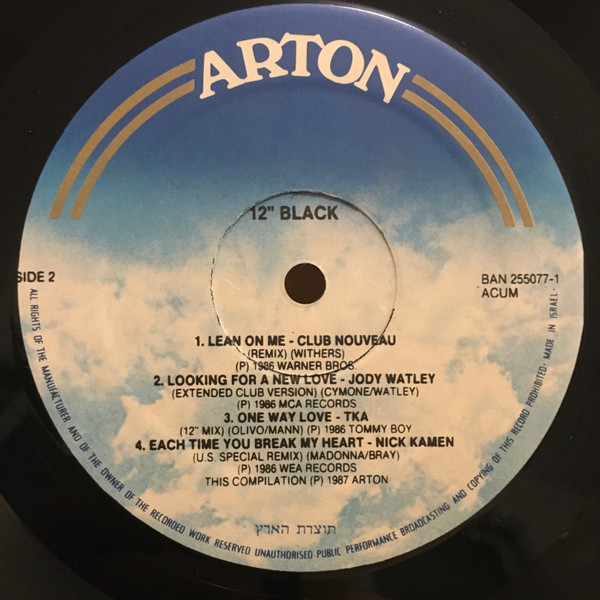 ARTON
12" BLACK
SIDE 2
BAN 255077-1
ACUM
1. LEAN ON ME - CLUB NOUVEAU
(REMIX) (WITHERS)
(P) 1986 WARNER BROS.
2. LOOKING FOR A NEW LOVE - JODY WATLEY
(EXTENDED CLUB VERSION) (CYMONE/WATLEY)
(P) 1986 MCA RECORDS
3. ONE WAY LOVE - TKA
(12" MIX) (OLIVO/MANN) (P) 1986 TOMMY BOY
4. EACH TIME YOU BREAK MY HEART - NICK KAMEN
(U.S. SPECIAL REMIX) (MADONNA/BRAY)
(P) 1986 WEA RECORDS
THIS COMPILATION (P) 1987 ARTON
תוצרת הארץ
ALL RIGHTS OF THE MANUFACTURER AND OF THE OWNER OF THE RECORDED WORK RESERVED UNAUTHORISED PUBLIC PERFORMANCE BROADCASTING AND COPYING OF THIS RECORD PROHIBITED. MADE IN ISRAEL.